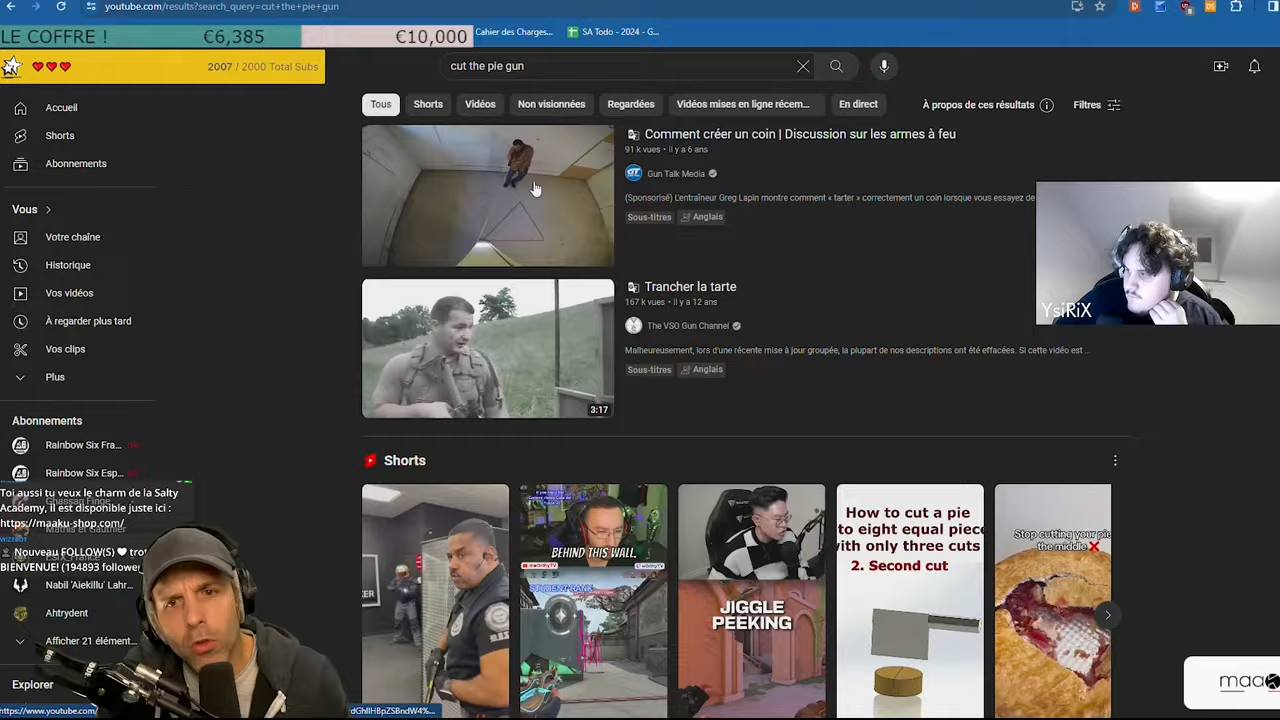 youtube.com/results?search_query=cut+the+pie+gun
LE COFFRE ! €6,385 €10,000
Cahier des Charges... SA Todo - 2024 - G...
2007 / 2000 Total Subs
cut the pie gun
Accueil
Shorts
Abonnements
Vous
Votre chaîne
Historique
Vos vidéos
À regarder plus tard
Vos clips
Plus
Abonnements
Rainbow Six Fra...
Rainbow Six Esp...
Toi aussi tu veux le charm de la Salty
Academy, il est disponible juste ici :
https://maaku-shop.com/
WIZEBOT
Nouveau FOLLOW(S)
BIENVENUE! (194893 follower
Nabil 'Alekillu' Lahr...
Antrydent
Afficher 21 élément...
Explorer
https://www.youtube.com/
dGhlIHBpZSBndW4%...
Tous Shorts Vidéos Non visionnées Regardées Vidéos mises en ligne récem... En direct À propos de ces résultats Filtres
Comment créer un coin | Discussion sur les armes à feu
91 k vues • il y a 6 ans
Gun Talk Media
(Sponsorisé) L'entraîneur Greg Lapin montre comment « tarter » correctement un coin lorsque vous essayez de
Sous-titres Anglais
3:17
Trancher la tarte
167 k vues • il y a 12 ans
The VSO Gun Channel
Malheureusement, lors d'une récente mise à jour groupée, la plupart de nos descriptions ont été effacées. Si cette vidéo est ...
Sous-titres Anglais
YsiRiX
Shorts
BEHIND THIS WALL,
STUDENT RANK
JIGGLE
PEEKING
How to cut a pie
to eight equal piece
with only three cuts
2. Second cut
Stop cutting your pie
the middle
maa